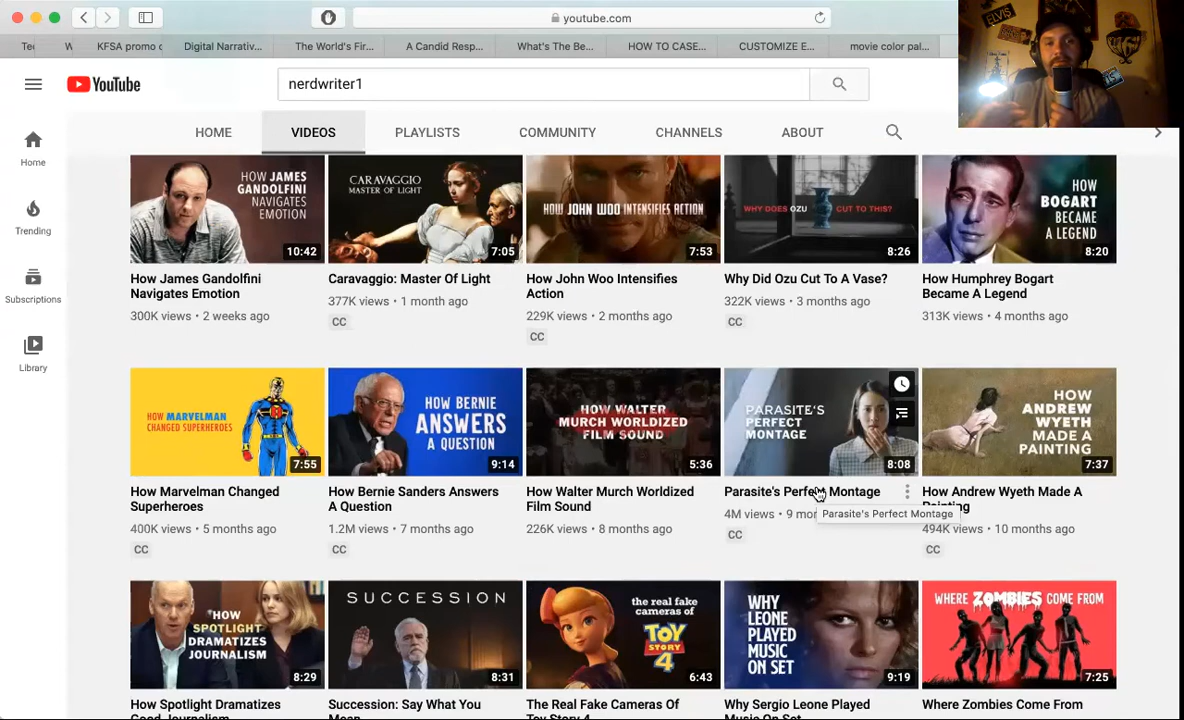 youtube.com
Te
W
KFSA promo c
Digital Narrativ...
The World's Fir...
A Candid Resp...
What's The Be...
HOW TO CASE...
CUSTOMIZE E...
movie color pal...
ELVIS
YouTube
nerdwriter1
HOME
VIDEOS
PLAYLISTS
COMMUNITY
CHANNELS
ABOUT
Home
Trending
Subscriptions
Library
HOW JAMES
GANDOLFINI
NAVIGATES
EMOTION
10:42
CARAVAGGIO
MASTER OF LIGHT
7:05
HOW JOHN WOO INTENSIFIES ACTION
7:53
WHY DOES OZU CUT TO THIS?
8:26
HOW
BOGART
BECAME
A LEGEND
8:20
How James Gandolfini
Navigates Emotion
300K views • 2 weeks ago
Caravaggio: Master Of Light
377K views • 1 month ago
CC
How John Woo Intensifies
Action
229K views • 2 months ago
CC
Why Did Ozu Cut To A Vase?
322K views • 3 months ago
CC
How Humphrey Bogart
Became A Legend
313K views • 4 months ago
HOW MARVELMAN
CHANGED SUPERHEROES
7:55
HOW BERNIE
ANSWERS
A QUESTION
9:14
HOW WALTER
MURCH WORLDIZED
FILM SOUND
5:36
PARASITE'S
PERFECT
MONTAGE
8:08
HOW
ANDREW
WYETH
MADE A
PAINTING
7:37
How Marvelman Changed
Superheroes
400K views • 5 months ago
CC
How Bernie Sanders Answers
A Question
1.2M views • 7 months ago
CC
How Walter Murch Worldized
Film Sound
226K views • 8 months ago
Parasite's Perfect Montage
4M views • 9 mon
Parasite's Perfect Montage
CC
How Andrew Wyeth Made A
Painting
494K views • 10 months ago
CC
HOW
SPOTLIGHT
DRAMATIZES
JOURNALISM
8:29
SUCCESSION
8:31
the real fake
cameras of
TOY
STORY
4
6:43
WHY
LEONE
PLAYED
MUSIC
ON SET
9:19
WHERE ZOMBIES COME FROM
7:25
How Spotlight Dramatizes
Good Journalism
Succession: Say What You
Mean
The Real Fake Cameras Of
Toy Story 4
Why Sergio Leone Played
Music On Set
Where Zombies Come From